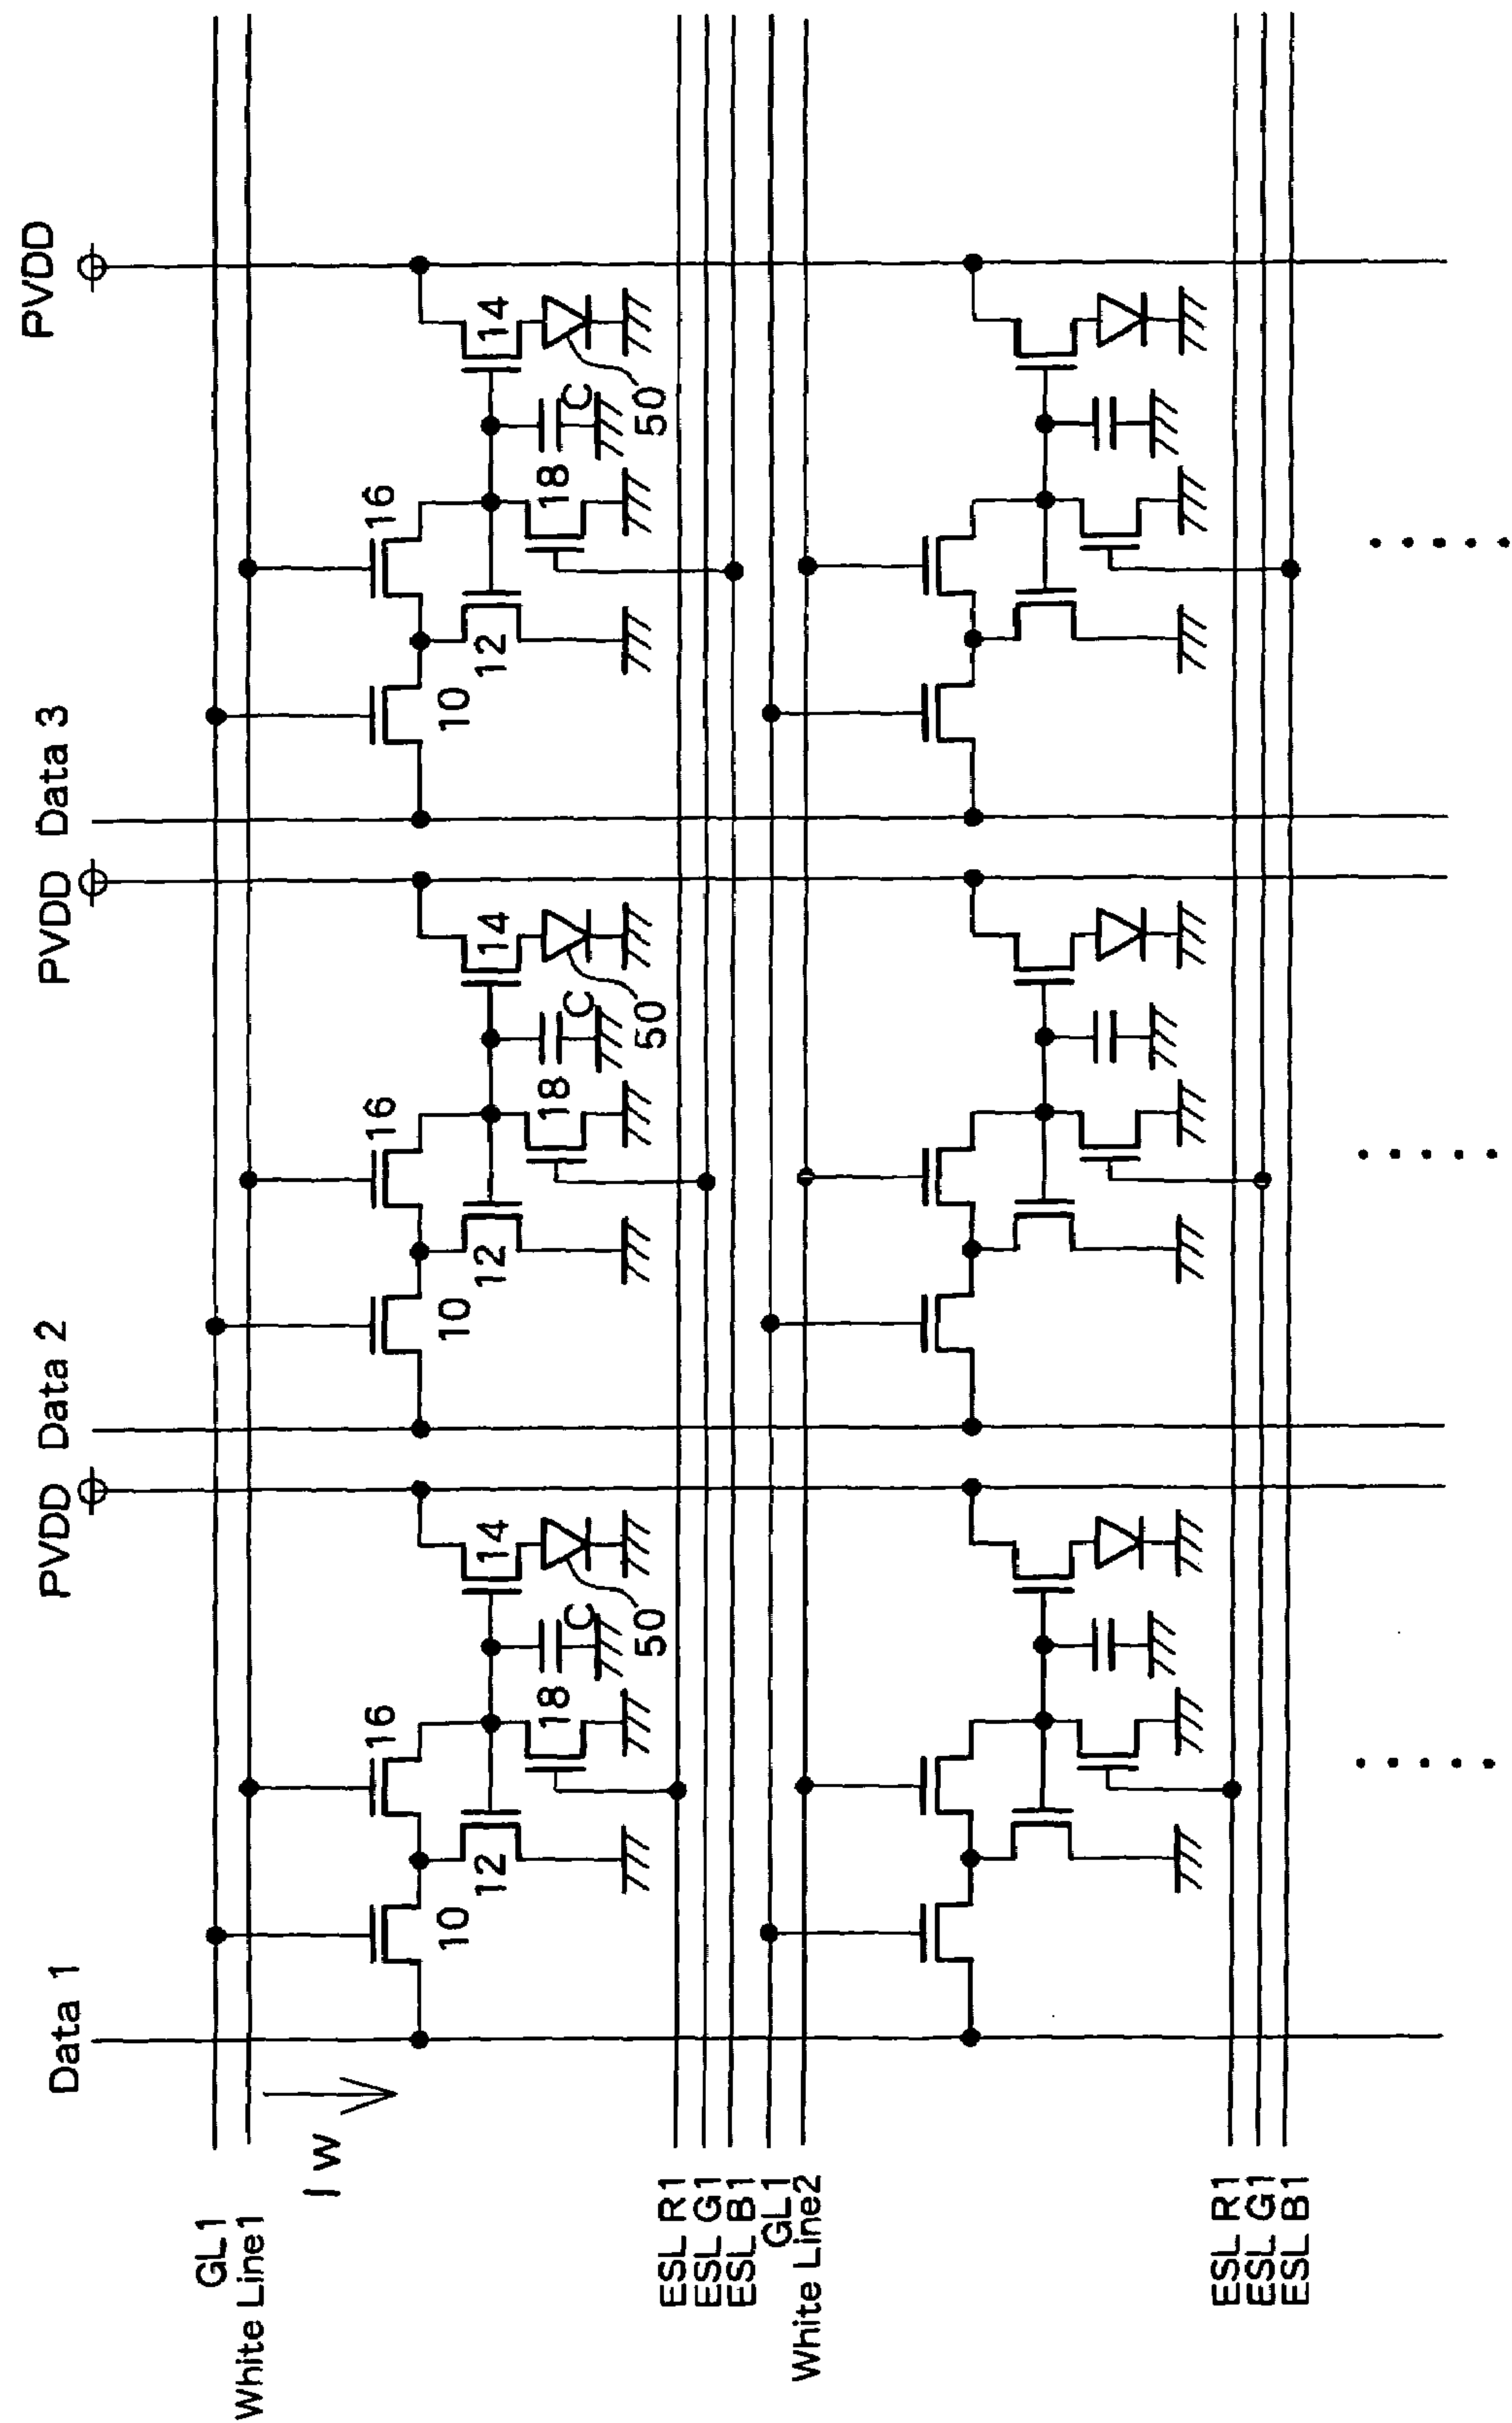 Data 1 PVDD Data 2 PVDD Data 3 PVDD
GL1
White Line1
I w
16 16 16
10 10 10
12 14 12 14 12 14
18 C 18 C 18 C
50 50 50
ESL R1
ESL G1
ESL B1
GL1
White Line2
ESL R1
ESL G1
ESL B1